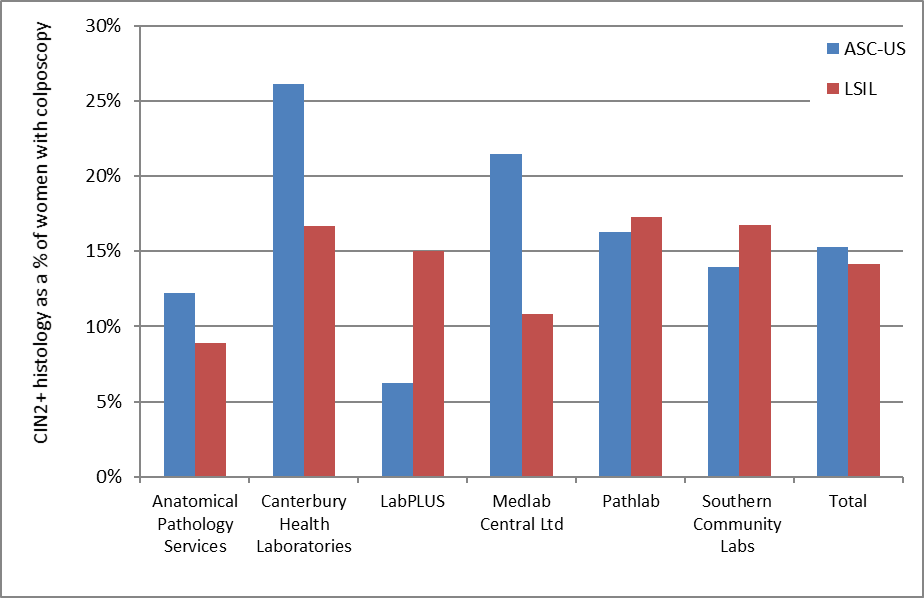 CIN2+ histology as a % of women with colposcopy
30%
25%
20%
15%
10%
5%
0%
ASC-US
LSIL
Anatomical
Pathology
Services
Canterbury
Health
Laboratories
LabPLUS
Medlab
Central Ltd
Pathlab
Southern
Community
Labs
Total